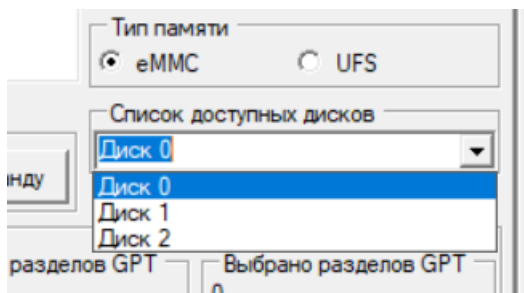 Тип памяти
eMMC UFS
Список доступных дисков
Диск 0
нду
Диск 0
Диск 1
Диск 2
разделов GPT Выбрано разделов GPT